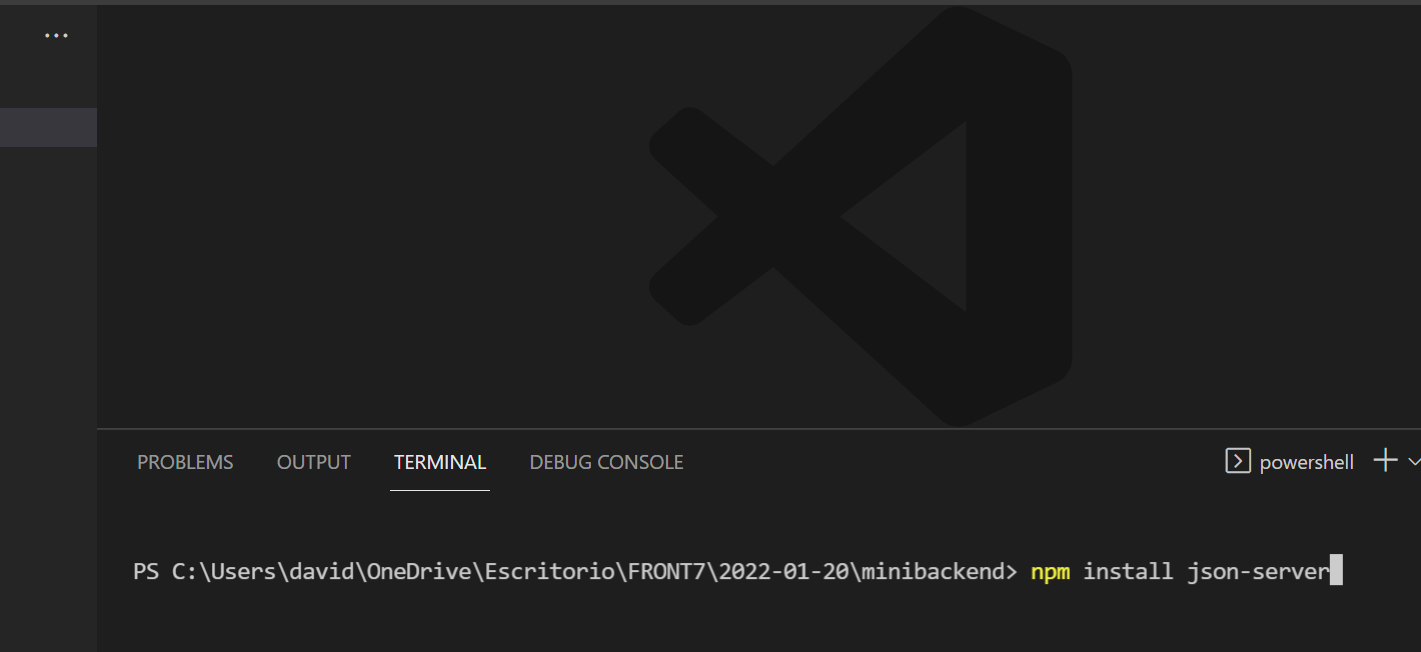 ...
PROBLEMS OUTPUT TERMINAL DEBUG CONSOLE powershell
PS C:\Users\david\OneDrive\Escritorio\FRONT7\2022-01-20\minibackend> npm install json-server